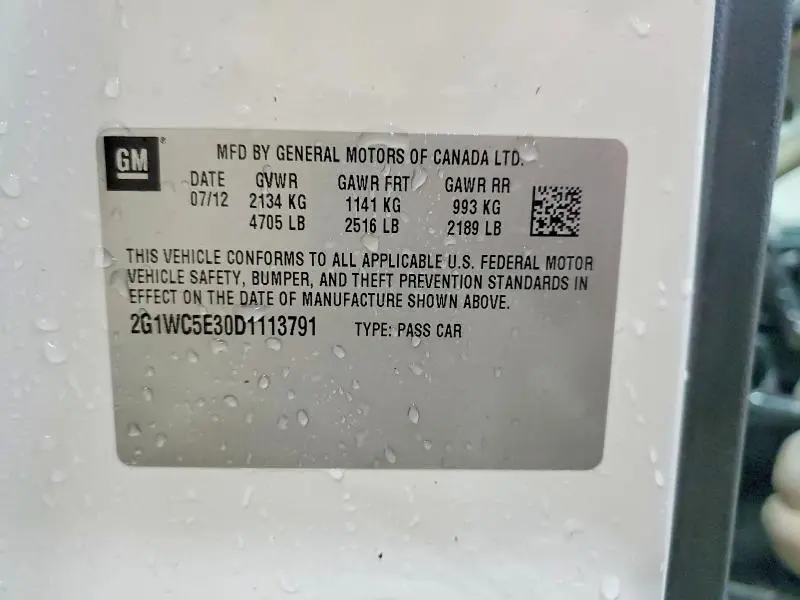 GM ®
MFD BY GENERAL MOTORS OF CANADA LTD.
DATE GVWR GAWR FRT GAWR RR
07/12 2134 KG 1141 KG 993 KG
4705 LB 2516 LB 2189 LB
THIS VEHICLE CONFORMS TO ALL APPLICABLE U.S. FEDERAL MOTOR
VEHICLE SAFETY, BUMPER, AND THEFT PREVENTION STANDARDS IN
EFFECT ON THE DATE OF MANUFACTURE SHOWN ABOVE.
2G1WC5E30D1113791 TYPE: PASS CAR